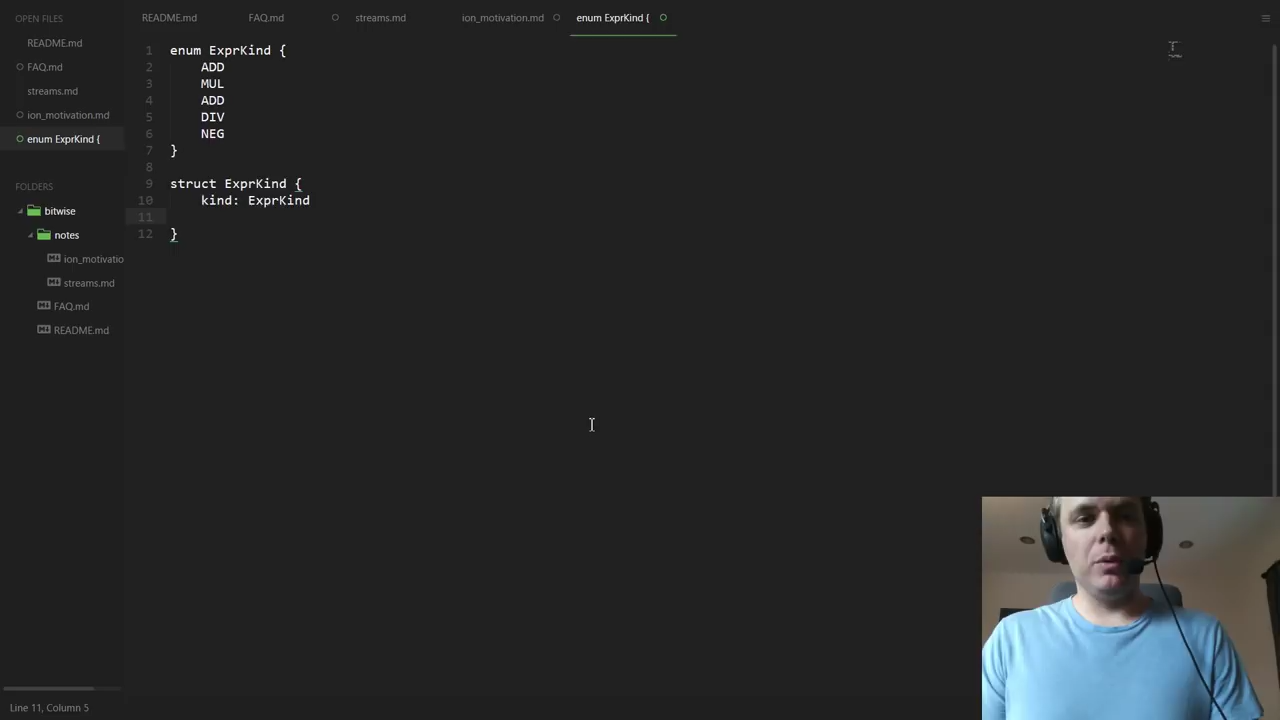 OPEN FILES
README.md
FAQ.md
streams.md
ion_motivation.md
enum ExprKind {
FOLDERS
bitwise
notes
ion_motivatio
streams.md
FAQ.md
README.md
README.md FAQ.md streams.md ion_motivation.md enum ExprKind {
1 enum ExprKind {
2 ADD
3 MUL
4 ADD
5 DIV
6 NEG
7 }
8
9 struct ExprKind {
10 kind: ExprKind
11
12 }
Line 11, Column 5